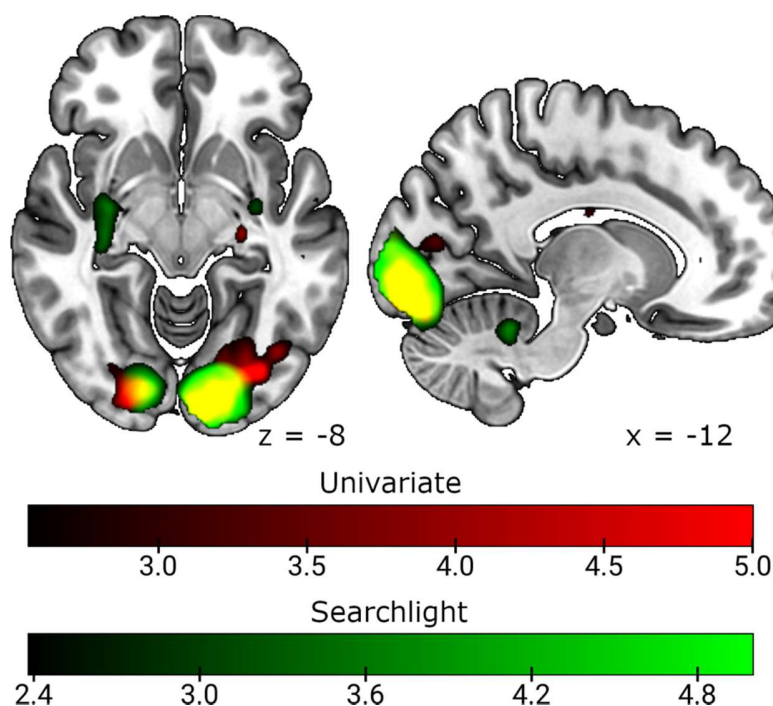 z = -8
x = -12
Univariate
3.0 3.5 4.0 4.5 5.0
Searchlight
2.4 3.0 3.6 4.2 4.8